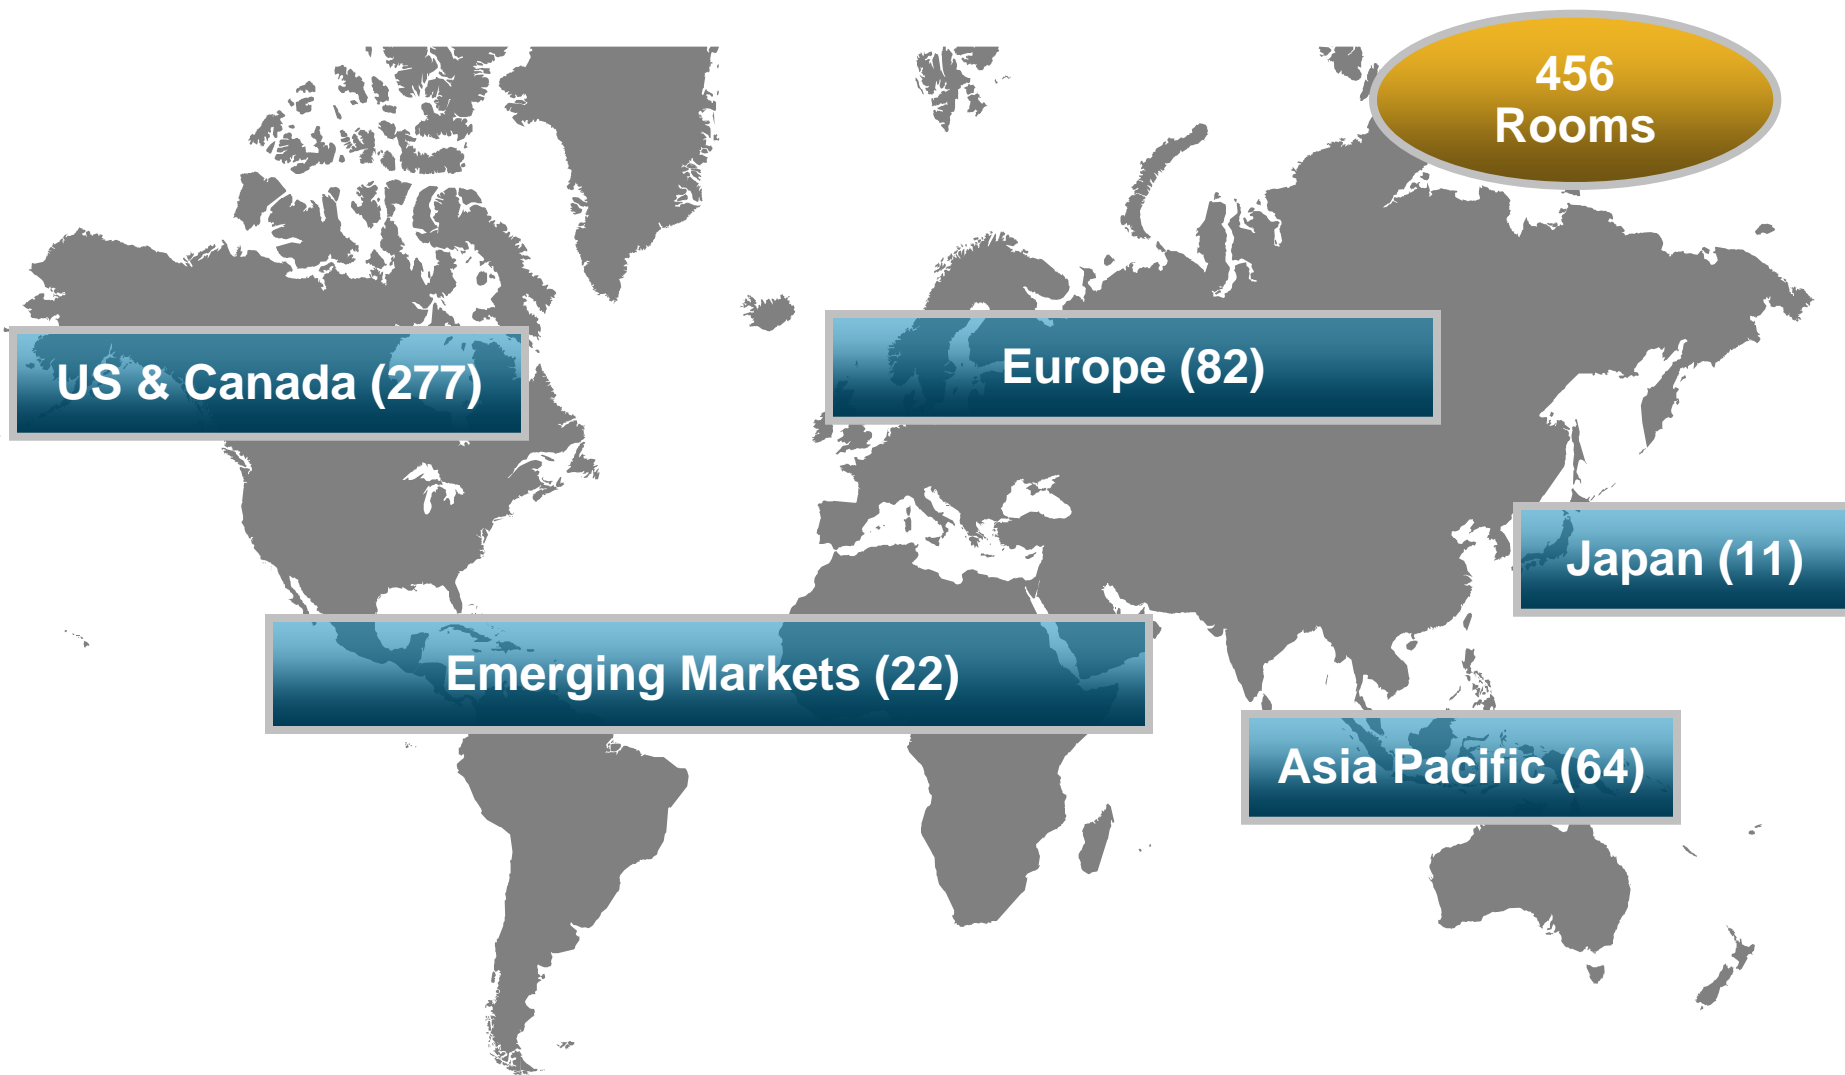 456
Rooms
US & Canada (277)
Europe (82)
Japan (11)
Emerging Markets (22)
Asia Pacific (64)